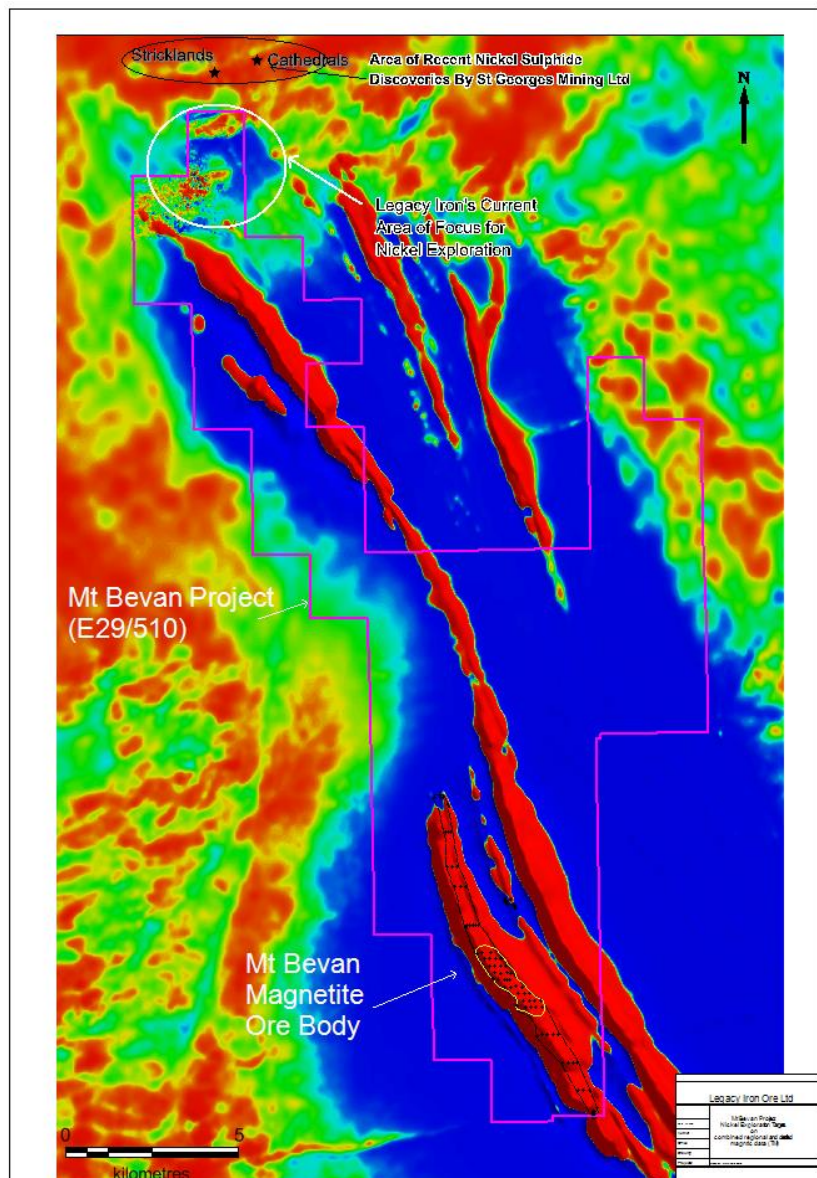 Stricklands
Cathedrals
Area of Recent Nickel Sulphide
Discoveries By St Georges Mining Ltd
N
Legacy Iron's Current
Area of Focus for
Nickel Exploration
Mt Bevan Project
(E29/510)
Mt Bevan
Magnetite
Ore Body
0 5
kilometres
Legacy Iron Ore Ltd
Mt Bevan Project
Nickel Exploration Targets
on
combined regional and detailed
magnetic data (TMI)